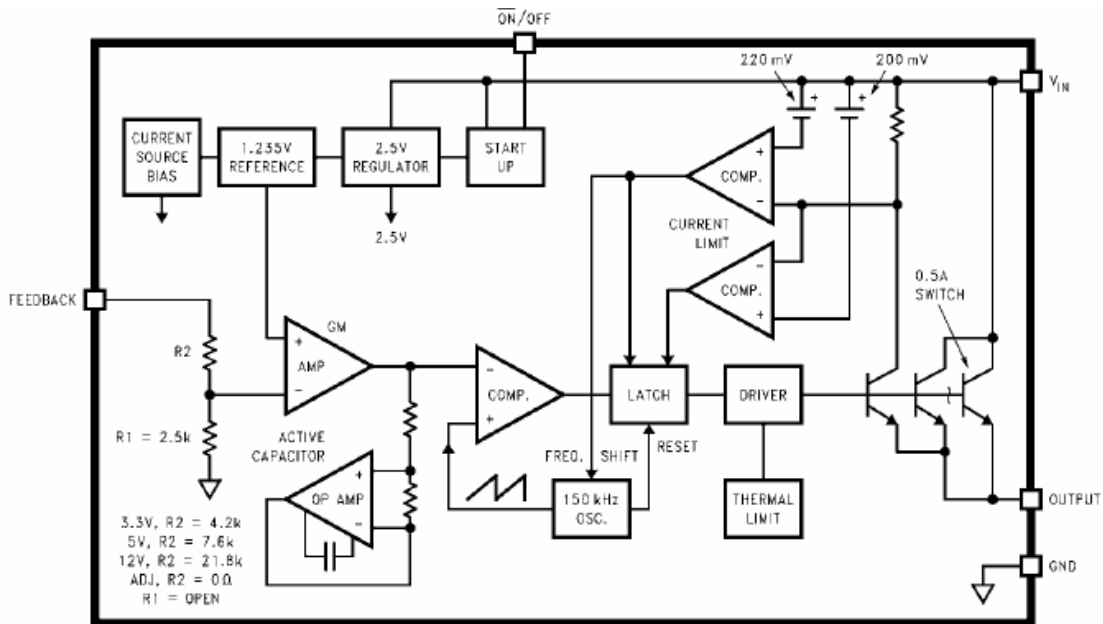 ON/OFF
220 mV
200 mV
+
+
VIN
CURRENT
SOURCE
BIAS
1.235V
REFERENCE
2.5V
REGULATOR
START
UP
2.5V
+
COMP.
−
CURRENT
LIMIT
−
COMP.
+
0.5A
SWITCH
FEEDBACK
R2
R1 = 2.5k
GM
+
AMP
−
−
COMP.
+
LATCH
DRIVER
RESET
FREQ. SHIFT
ACTIVE
CAPACITOR
+
OP AMP
−
150 kHz
OSC.
THERMAL
LIMIT
OUTPUT
GND
3.3V, R2 = 4.2k
5V, R2 = 7.6k
12V, R2 = 21.8k
ADJ, R2 = 0Ω
R1 = OPEN